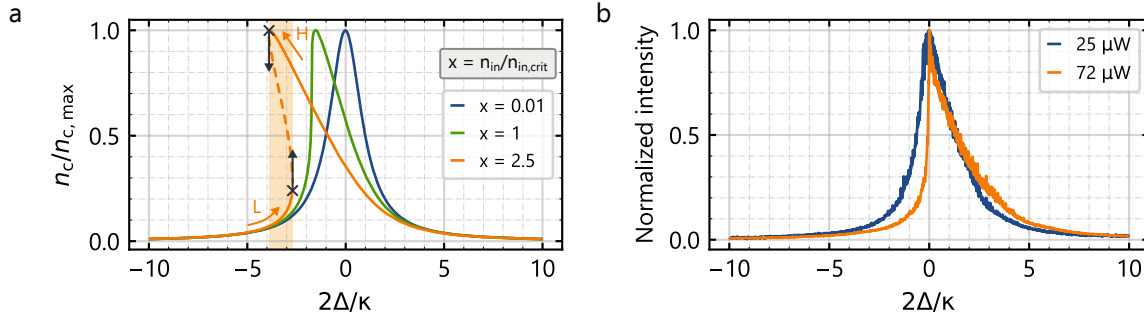 a
n_c/n_c, max
1.0
0.5
0.0
H
L
x = n_in/n_in,crit
x = 0.01
x = 1
x = 2.5
−10
−5
0
5
10
2Δ/κ
b
Normalized intensity
1.0
0.5
0.0
25 μW
72 μW
−10
−5
0
5
10
2Δ/κ